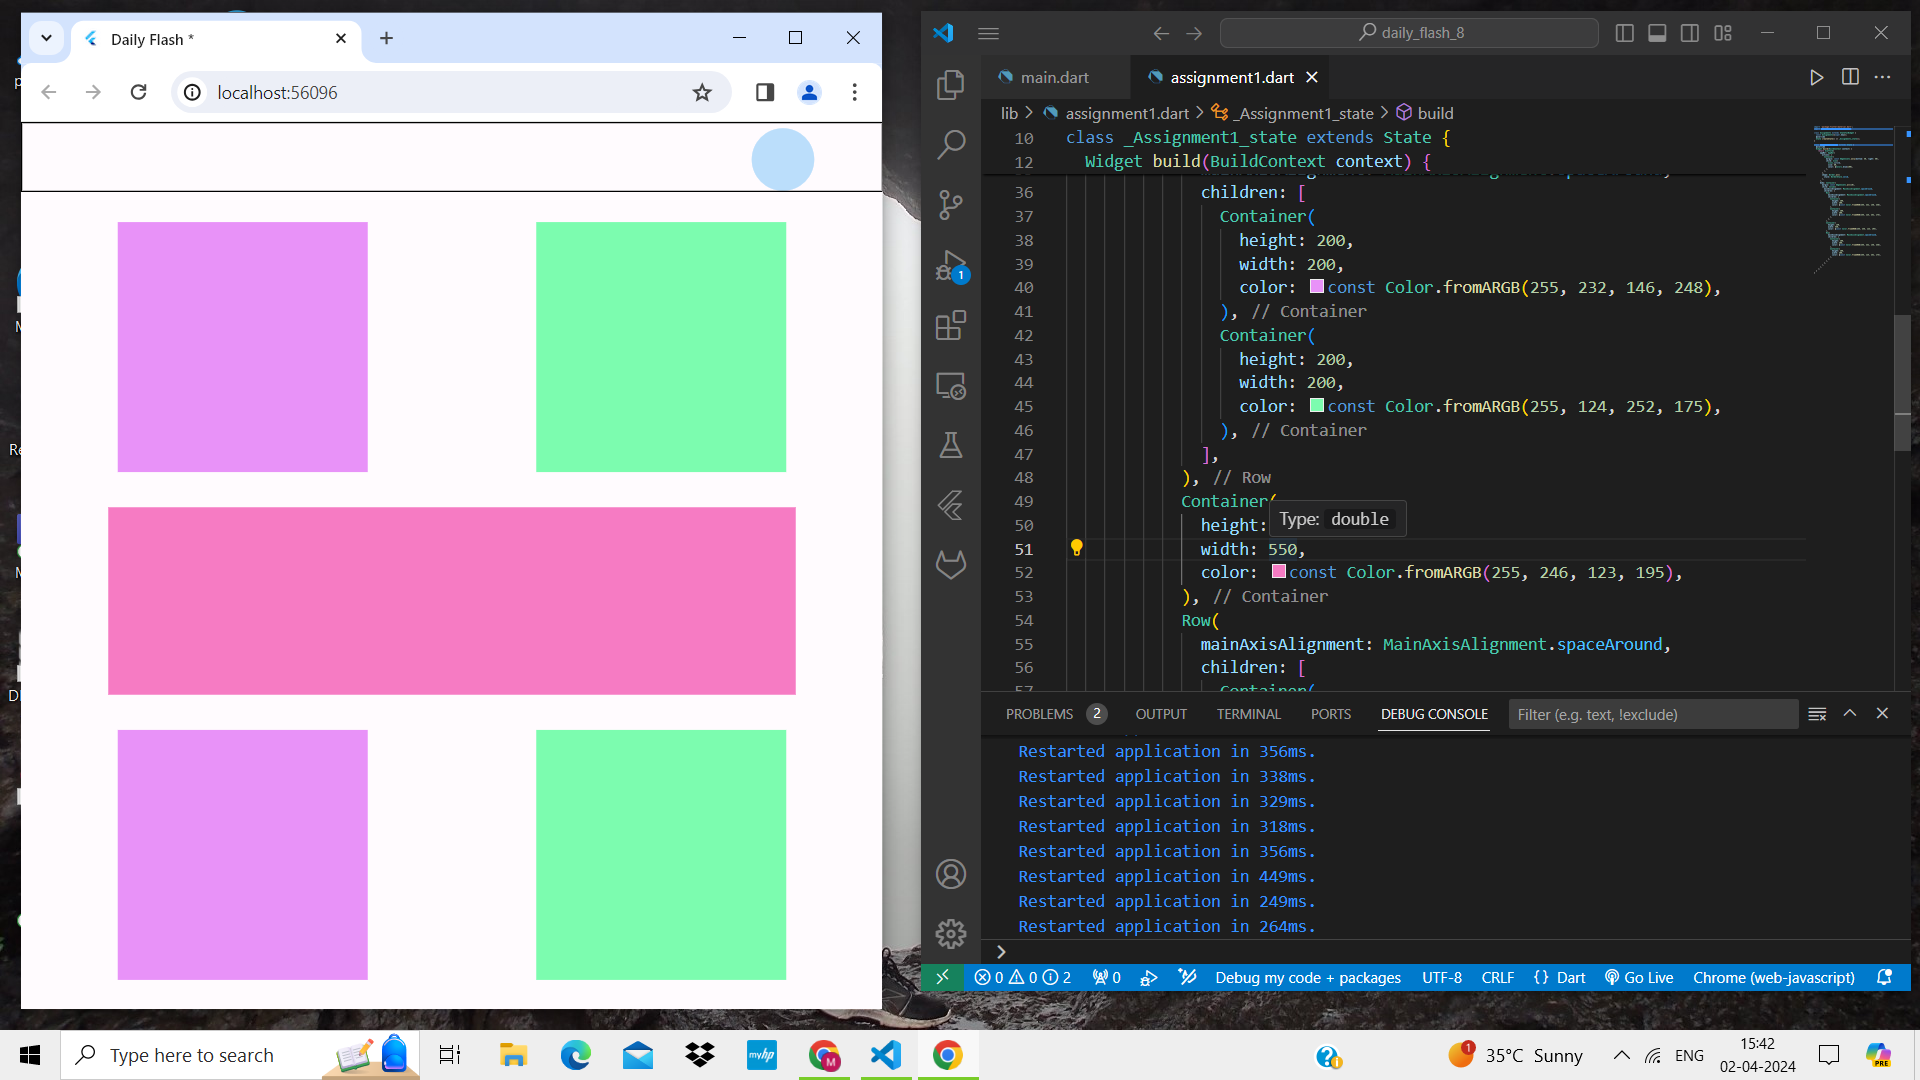 Daily Flash *
localhost:56096
daily_flash_8
main.dart
assignment1.dart
lib > assignment1.dart > _Assignment1_state > build
10 class _Assignment1_state extends State {
12 Widget build(BuildContext context) {
36 children: [
37 Container(
38 height: 200,
39 width: 200,
40 color: const Color.fromARGB(255, 232, 146, 248),
41 ), // Container
42 Container(
43 height: 200,
44 width: 200,
45 color: const Color.fromARGB(255, 124, 252, 175),
46 ), // Container
47 ],
48 ), // Row
49 Container(
Type: double
50 height:
51 width: 550,
52 color: const Color.fromARGB(255, 246, 123, 195),
53 ), // Container
54 Row(
55 mainAxisAlignment: MainAxisAlignment.spaceAround,
56 children: [
57 Container(
1
PROBLEMS 2 OUTPUT TERMINAL PORTS DEBUG CONSOLE Filter (e.g. text, !exclude)
Restarted application in 356ms.
Restarted application in 338ms.
Restarted application in 329ms.
Restarted application in 318ms.
Restarted application in 356ms.
Restarted application in 449ms.
Restarted application in 249ms.
Restarted application in 264ms.
>
0 0 2 0 Debug my code + packages UTF-8 CRLF {} Dart Go Live Chrome (web-javascript)
Type here to search
myhp
M
1
35°C Sunny
ENG
15:42
02-04-2024
PRE